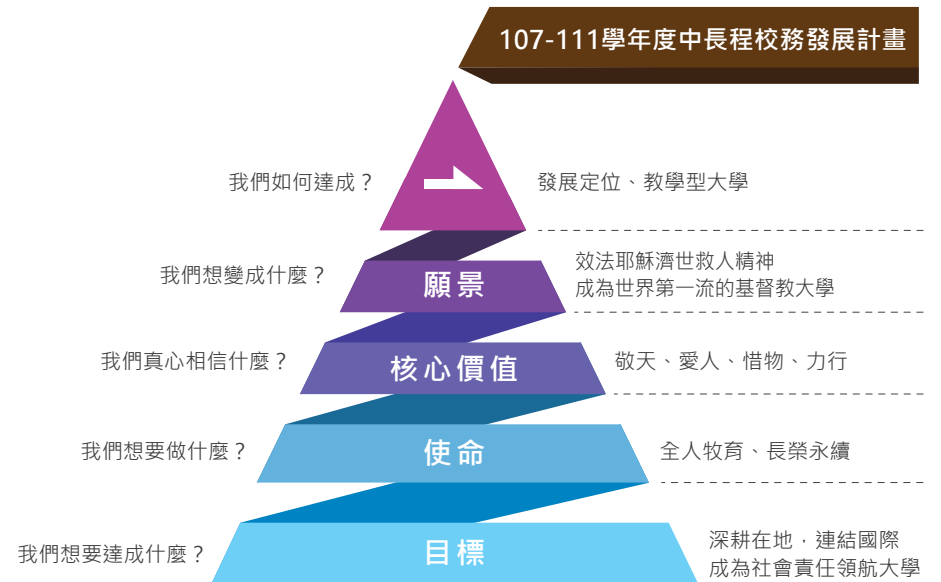 107-111學年度中長程校務發展計畫
我們如何達成？
發展定位、教學型大學
我們想變成什麼？
願景
效法耶穌濟世救人精神
成為世界第一流的基督教大學
我們真心相信什麼？
核心價值
敬天、愛人、惜物、力行
我們想要做什麼？
使命
全人牧育、長榮永續
我們想要達成什麼？
目標
深耕在地．連結國際
成為社會責任領航大學